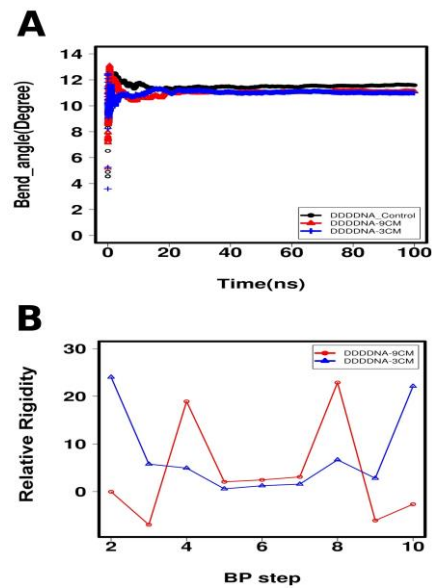 A
Bend_angle(Degree)
14
12
10
8
6
4
2
0
DDDDNA_Control
DDDDNA-9CM
DDDDNA-3CM
0 20 40 60 80 100
Time(ns)
B
Relative Rigidity
30
20
10
0
DDDDNA-9CM
DDDDNA-3CM
2 4 6 8 10
BP step